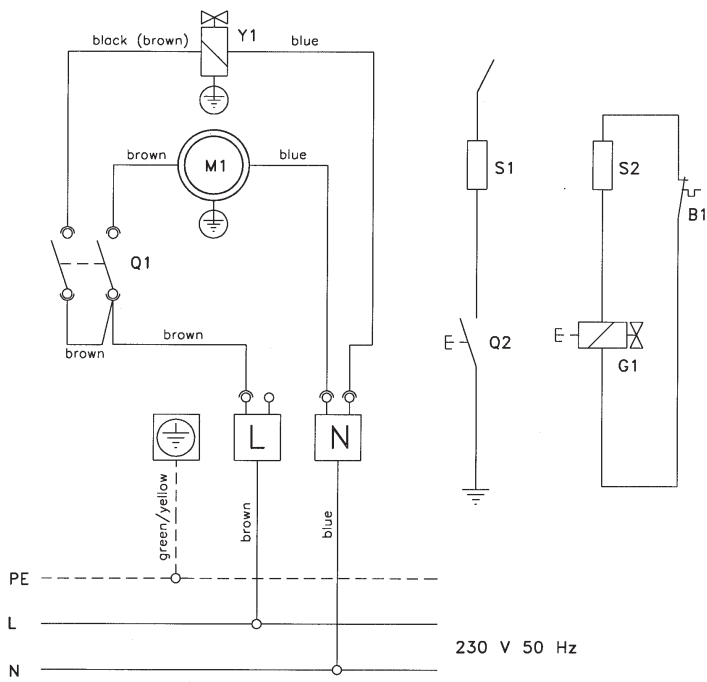 black (brown)
Y1
blue
brown
M1
blue
Q1
brown
brown
S1
S2
B1
E
Q2
E
G1
L
N
green/yellow
brown
blue
PE
L
N
230 V 50 Hz